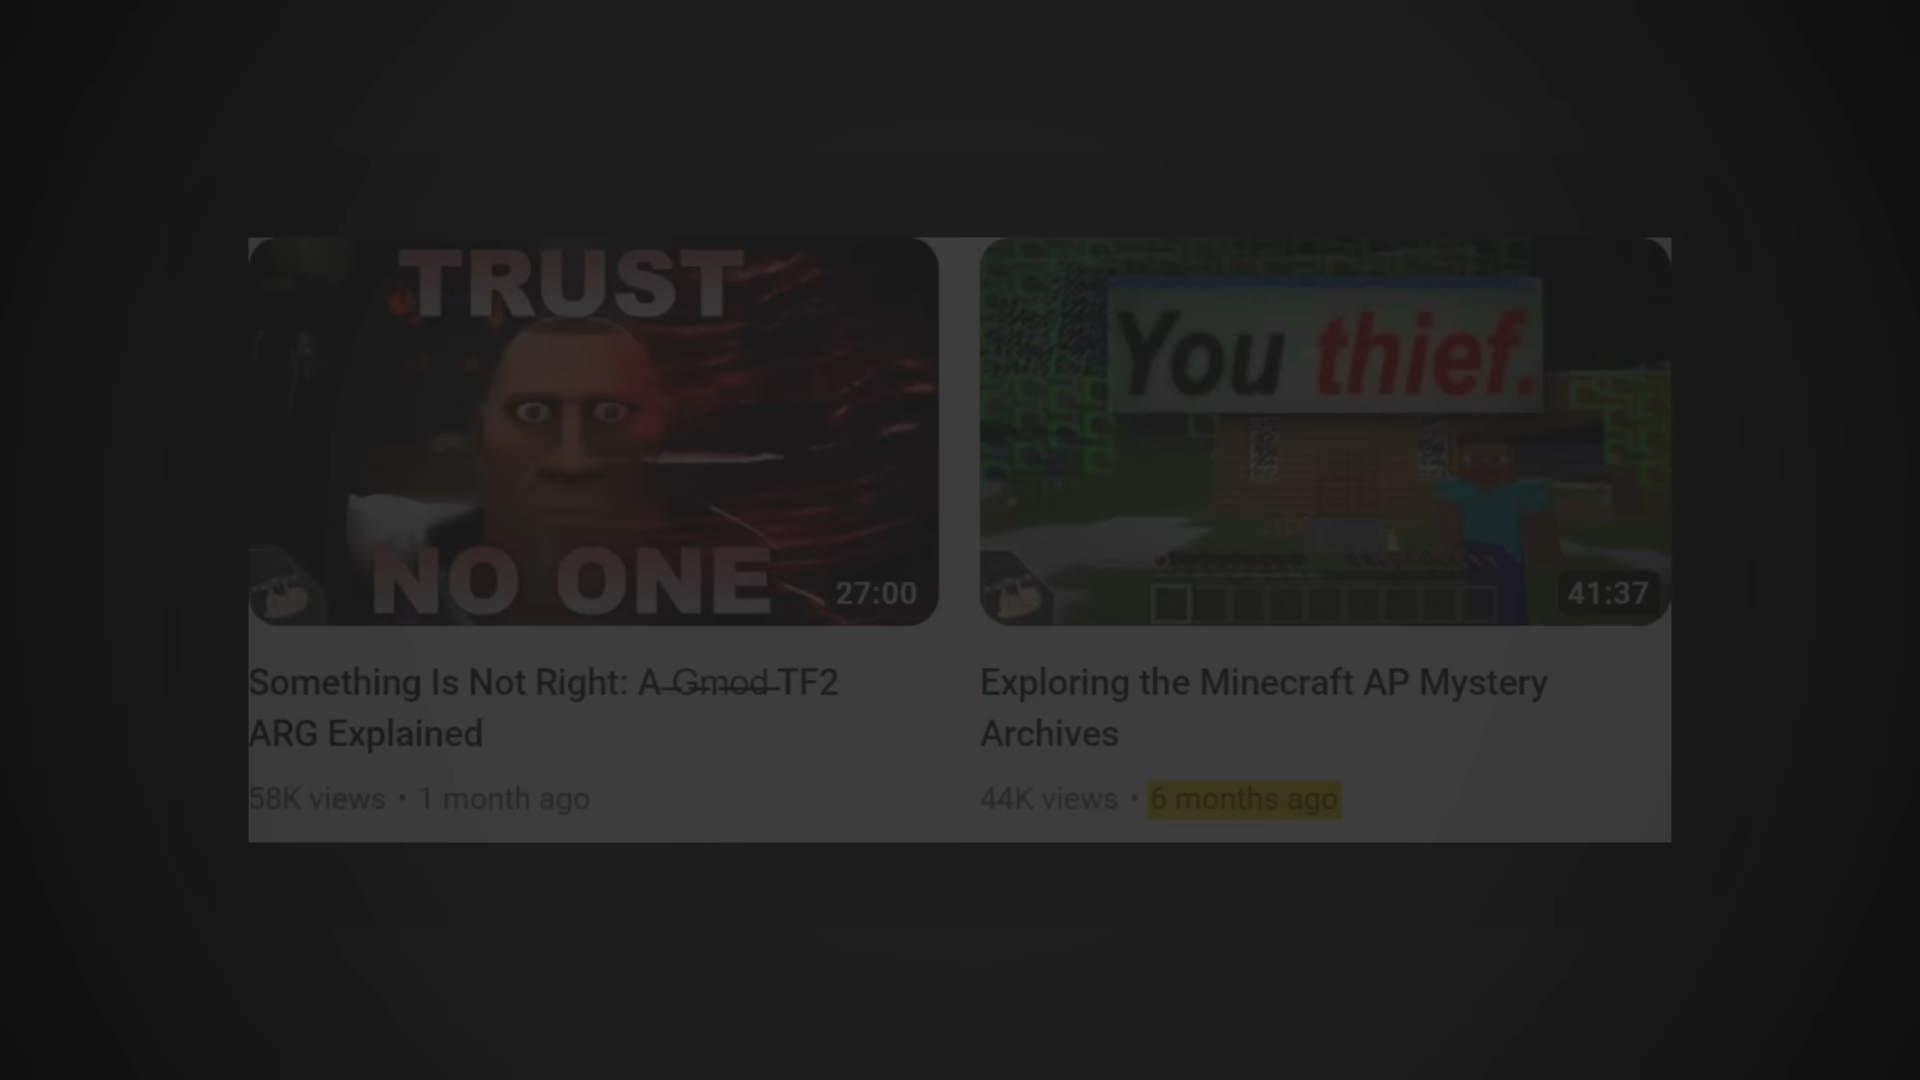 TRUST
NO ONE
27:00
Something Is Not Right: A ̶G̶m̶o̶d̶ ̶TF2
ARG Explained
58K views • 1 month ago
You thief.
41:37
Exploring the Minecraft AP Mystery
Archives
44K views • 6 months ago